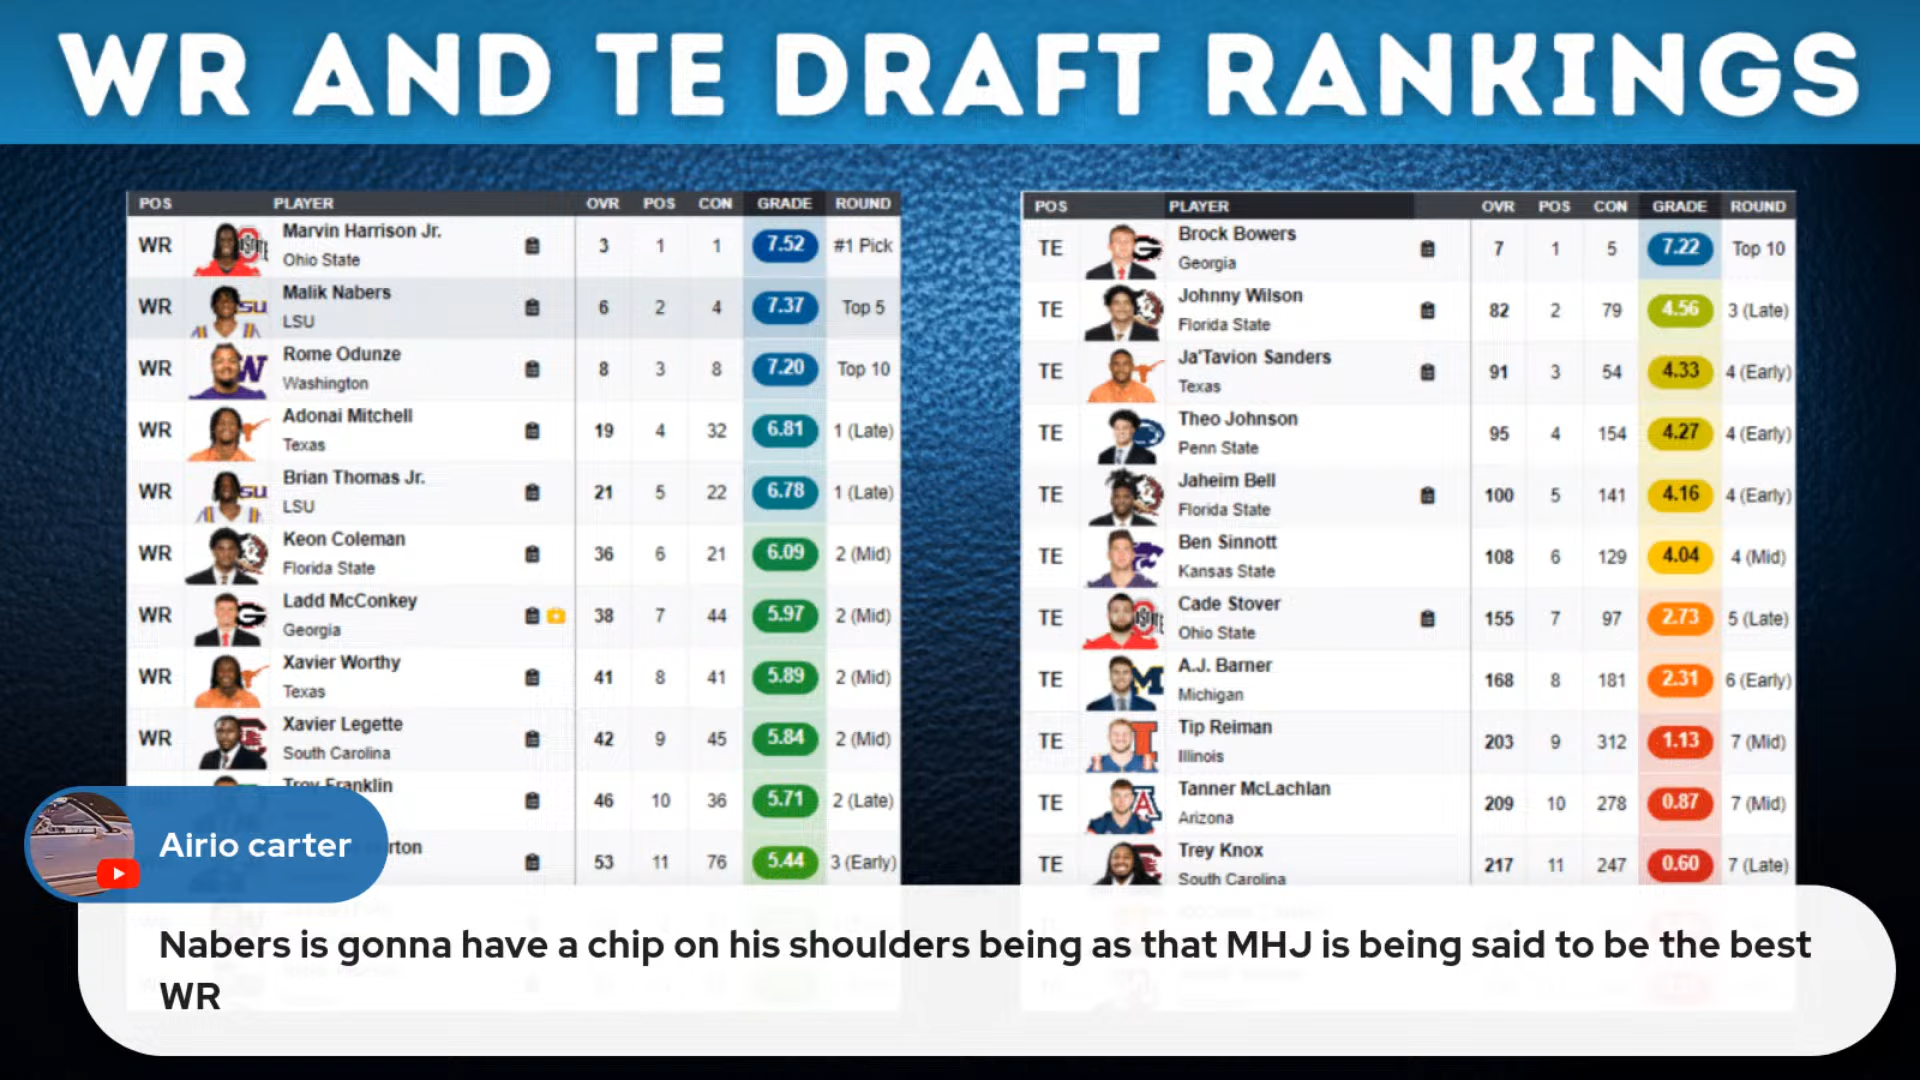 WR AND TE DRAFT RANKINGS
POS PLAYER OVR POS CON GRADE ROUND
WR Marvin Harrison Jr. Ohio State 3 1 1 7.52 #1 Pick
WR Malik Nabers LSU 6 2 4 7.37 Top 5
WR Rome Odunze Washington 8 3 8 7.20 Top 10
WR Adonai Mitchell Texas 19 4 32 6.81 1 (Late)
WR Brian Thomas Jr. LSU 21 5 22 6.78 1 (Late)
WR Keon Coleman Florida State 36 6 21 6.09 2 (Mid)
WR Ladd McConkey Georgia 38 7 44 5.97 2 (Mid)
WR Xavier Worthy Texas 41 8 41 5.89 2 (Mid)
WR Xavier Legette South Carolina 42 9 45 5.84 2 (Mid)
Troy Franklin 46 10 36 5.71 2 (Late)
53 11 76 5.44 3 (Early)
POS PLAYER OVR POS CON GRADE ROUND
TE Brock Bowers Georgia 7 1 5 7.22 Top 10
TE Johnny Wilson Florida State 82 2 79 4.56 3 (Late)
TE Ja'Tavion Sanders Texas 91 3 54 4.33 4 (Early)
TE Theo Johnson Penn State 95 4 154 4.27 4 (Early)
TE Jaheim Bell Florida State 100 5 141 4.16 4 (Early)
TE Ben Sinnott Kansas State 108 6 129 4.04 4 (Mid)
TE Cade Stover Ohio State 155 7 97 2.73 5 (Late)
TE A.J. Barner Michigan 168 8 181 2.31 6 (Early)
TE Tip Reiman Illinois 203 9 312 1.13 7 (Mid)
TE Tanner McLachlan Arizona 209 10 278 0.87 7 (Mid)
TE Trey Knox South Carolina 217 11 247 0.60 7 (Late)
Airio carter
Nabers is gonna have a chip on his shoulders being as that MHJ is being said to be the best
WR